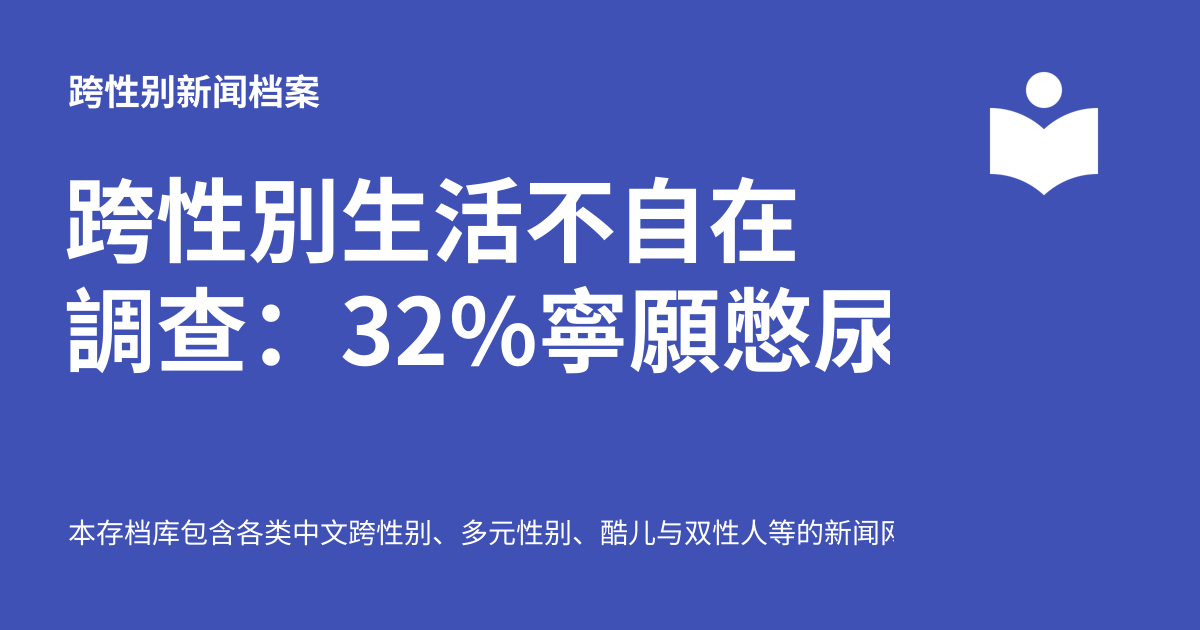 跨性别新闻档案
跨性別生活不自在
調查：32%寧願憋尿
本存档库包含各类中文跨性别、多元性别、酷儿与双性人等的新闻网